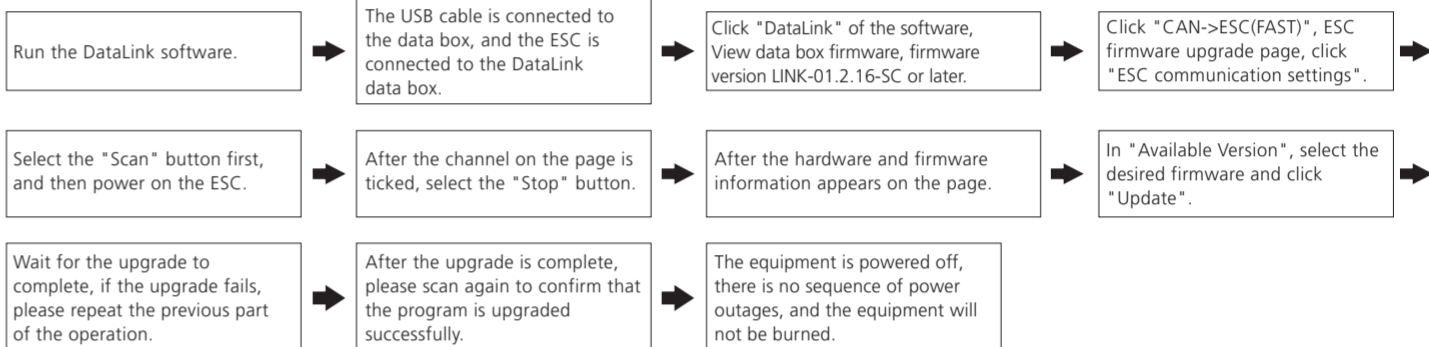 Run the DataLink software.
The USB cable is connected to
the data box, and the ESC is
connected to the DataLink
data box.
Click "DataLink" of the software,
View data box firmware, firmware
version LINK-01.2.16-SC or later.
Click "CAN->ESC(FAST)", ESC
firmware upgrade page, click
"ESC communication settings".
Select the "Scan" button first,
and then power on the ESC.
After the channel on the page is
ticked, select the "Stop" button.
After the hardware and firmware
information appears on the page.
In "Available Version", select the
desired firmware and click
"Update".
Wait for the upgrade to
complete, if the upgrade fails,
please repeat the previous part
of the operation.
After the upgrade is complete,
please scan again to confirm that
the program is upgraded
successfully.
The equipment is powered off,
there is no sequence of power
outages, and the equipment will
not be burned.